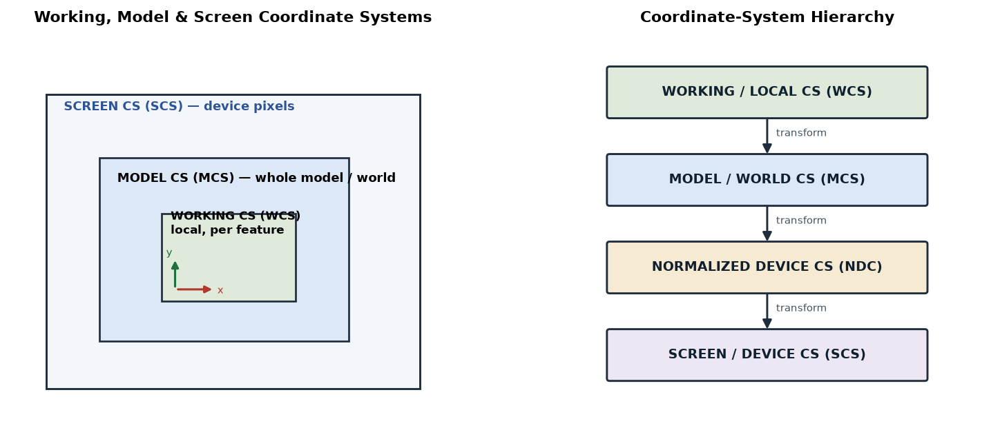 Working, Model & Screen Coordinate Systems
SCREEN CS (SCS) — device pixels
MODEL CS (MCS) — whole model / world
WORKING CS (WCS)
local, per feature
y
x
Coordinate-System Hierarchy
WORKING / LOCAL CS (WCS)
transform
MODEL / WORLD CS (MCS)
transform
NORMALIZED DEVICE CS (NDC)
transform
SCREEN / DEVICE CS (SCS)